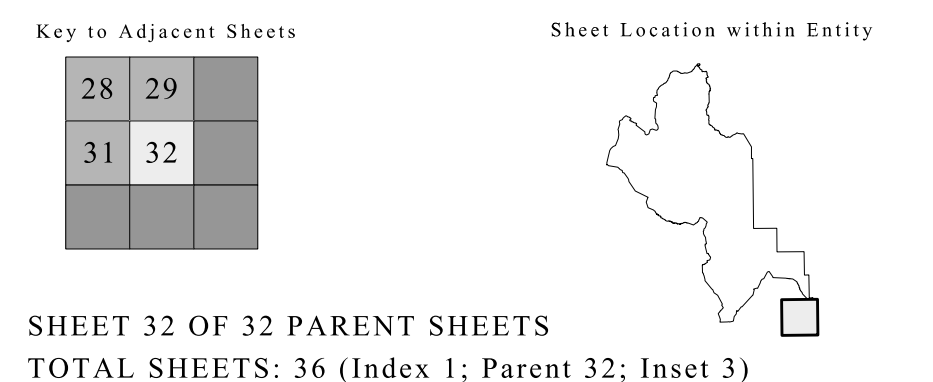 Key to Adjacent Sheets
Sheet Location within Entity
28 29
31 32
SHEET 32 OF 32 PARENT SHEETS
TOTAL SHEETS: 36 (Index 1; Parent 32; Inset 3)